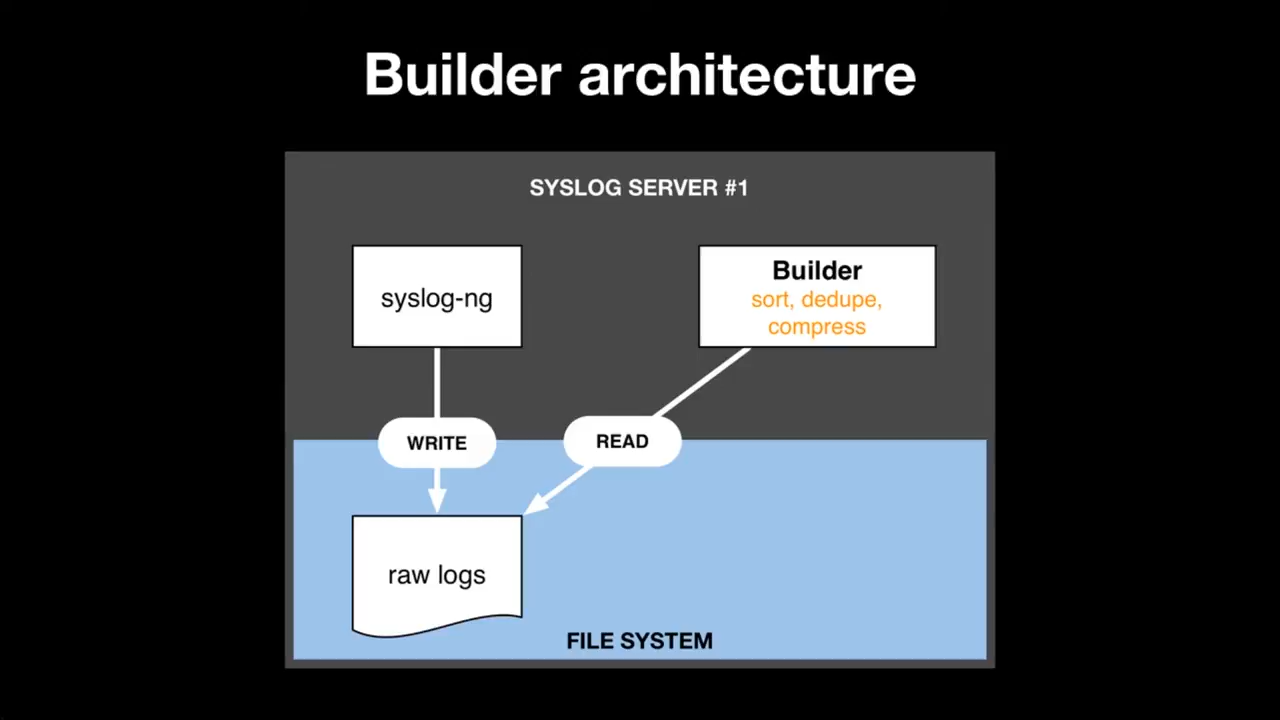 Builder architecture
SYSLOG SERVER #1
syslog-ng
Builder
sort, dedupe,
compress
WRITE
READ
raw logs
FILE SYSTEM